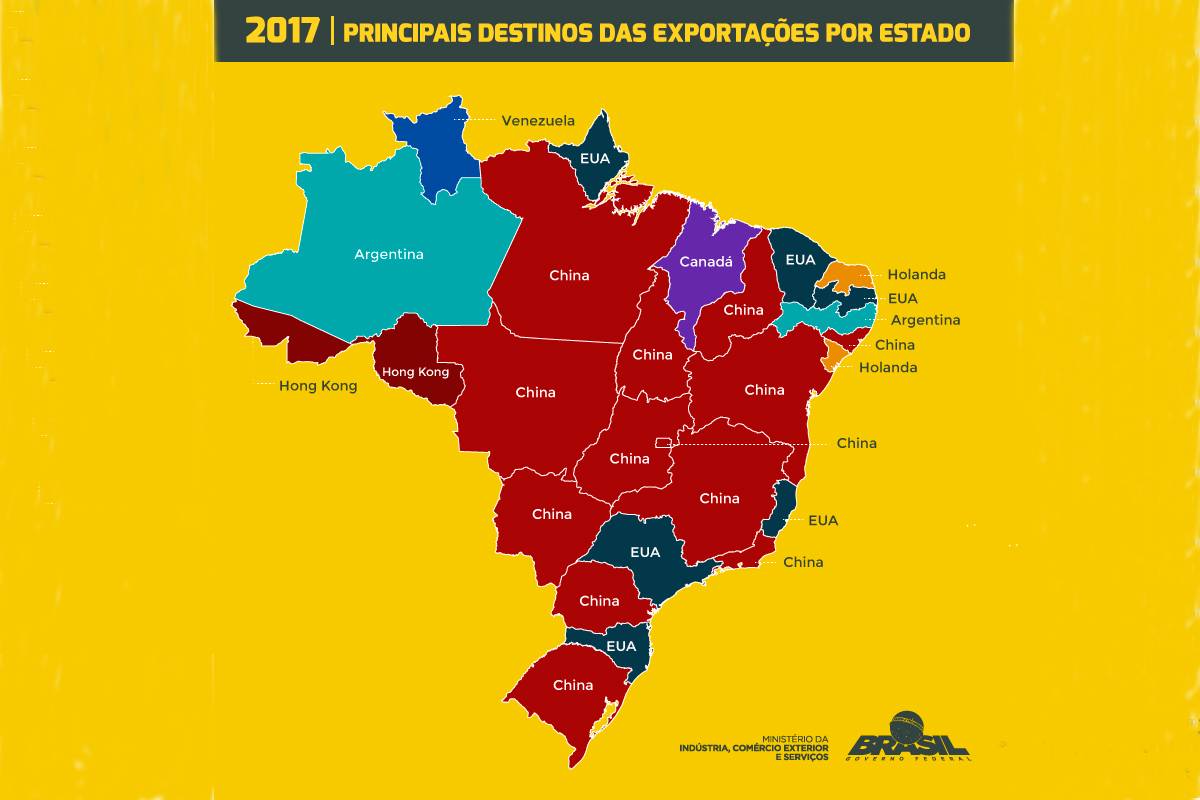 2017 | PRINCIPAIS DESTINOS DAS EXPORTAÇÕES POR ESTADO
Venezuela
EUA
Argentina
China
Canadá
EUA
Holanda
EUA
China
Argentina
China
China
Holanda
Hong Kong
Hong Kong
China
China
China
China
China
China
EUA
China
EUA
China
China
EUA
China
MINISTÉRIO DA
INDÚSTRIA, COMÉRCIO EXTERIOR
E SERVIÇOS
BRASIL
GOVERNO FEDERAL